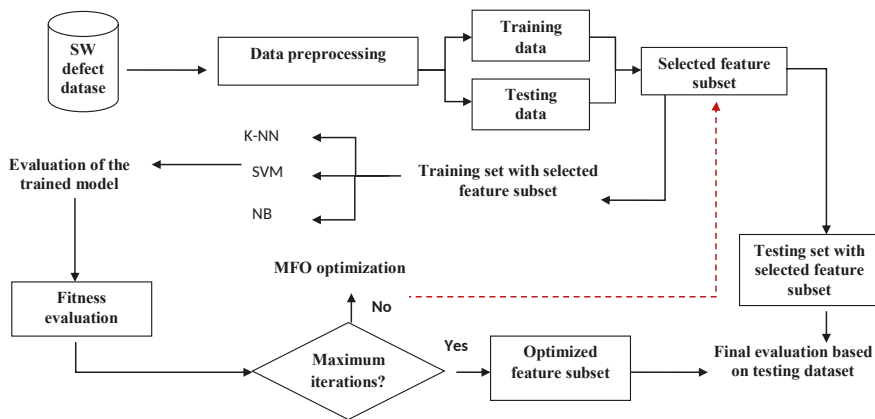 SW
defect
datase
Data preprocessing
Training
data
Testing
data
Selected feature
subset
K-NN
SVM
NB
Evaluation of the
trained model
Training set with selected
feature subset
Testing set with
selected feature
subset
MFO optimization
No
Fitness
evaluation
Maximum
iterations?
Yes
Optimized
feature subset
Final evaluation based
on testing dataset